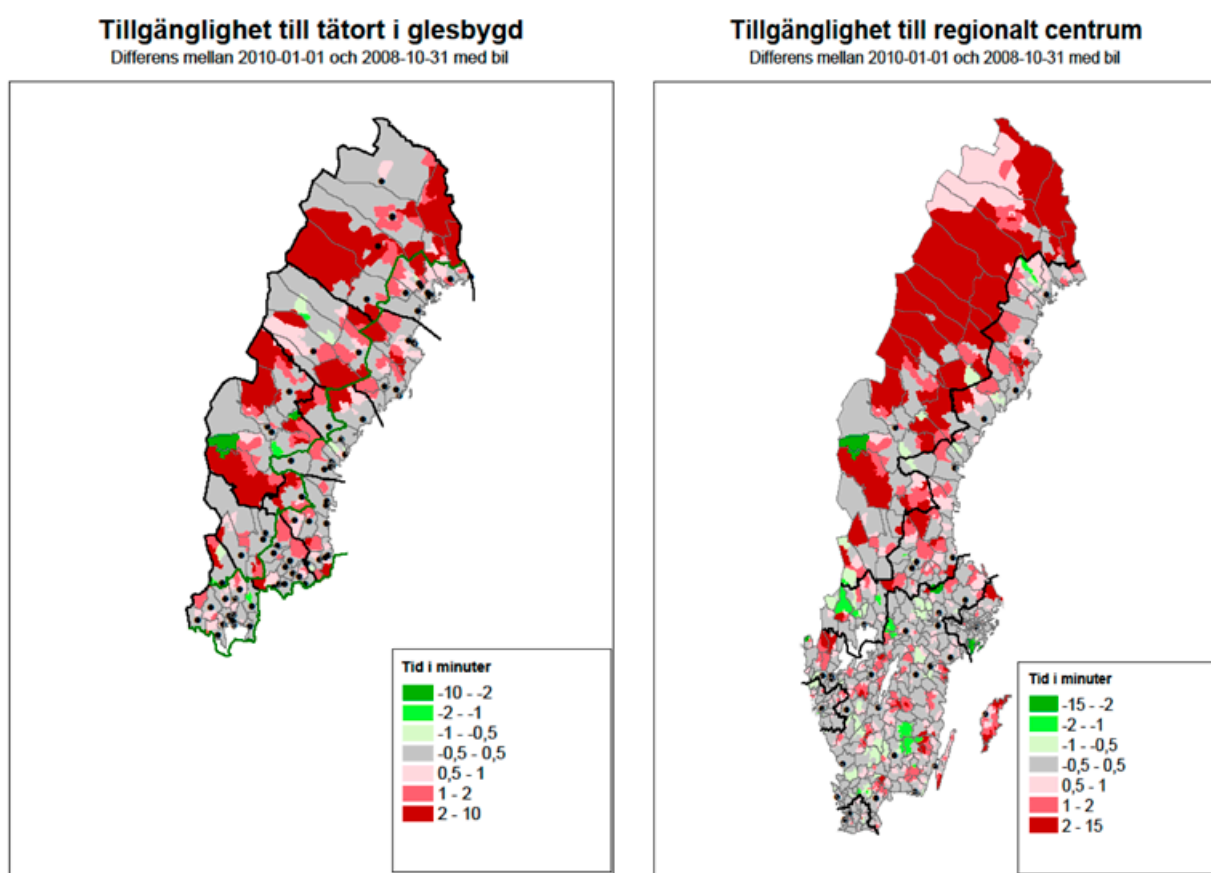 Tillgänglighet till tätort i glesbygd
Differens mellan 2010-01-01 och 2008-10-31 med bil
Tid i minuter
-10 - -2
-2 - -1
-1 - -0,5
-0,5 - 0,5
0,5 - 1
1 - 2
2 - 10
Tillgänglighet till regionalt centrum
Differens mellan 2010-01-01 och 2008-10-31 med bil
Tid i minuter
-15 - -2
-2 - -1
-1 - -0,5
-0,5 - 0,5
0,5 - 1
1 - 2
2 - 15